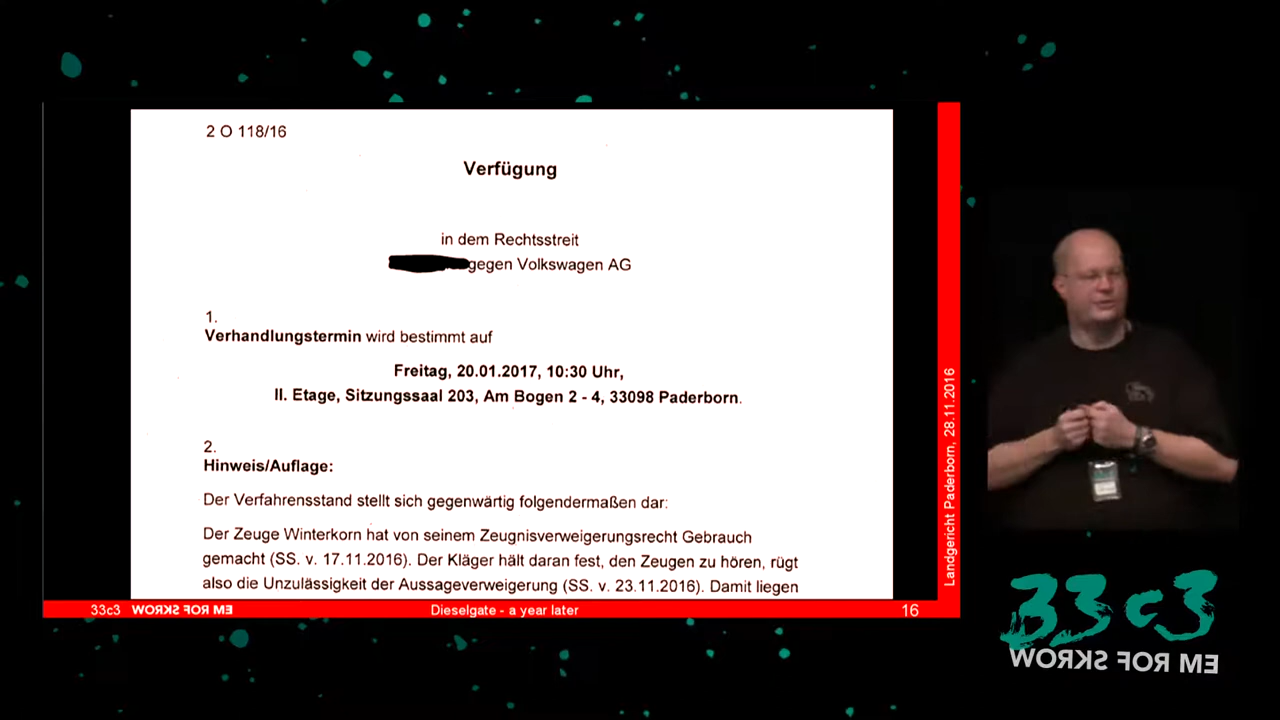 2 O 118/16
Verfügung
in dem Rechtsstreit
gegen Volkswagen AG
1.
Verhandlungstermin wird bestimmt auf
Freitag, 20.01.2017, 10:30 Uhr,
II. Etage, Sitzungssaal 203, Am Bogen 2 - 4, 33098 Paderborn.
2.
Hinweis/Auflage:
Der Verfahrensstand stellt sich gegenwärtig folgendermaßen dar:
Der Zeuge Winterkorn hat von seinem Zeugnisverweigerungsrecht Gebrauch
gemacht (SS. v. 17.11.2016). Der Kläger hält daran fest, den Zeugen zu hören, rügt
also die Unzulässigkeit der Aussageverweigerung (SS. v. 23.11.2016). Damit liegen
Landgericht Paderborn, 28.11.2016
33c3 WORKS FOR ME
Dieselgate - a year later
16
33c3
WORKS FOR ME